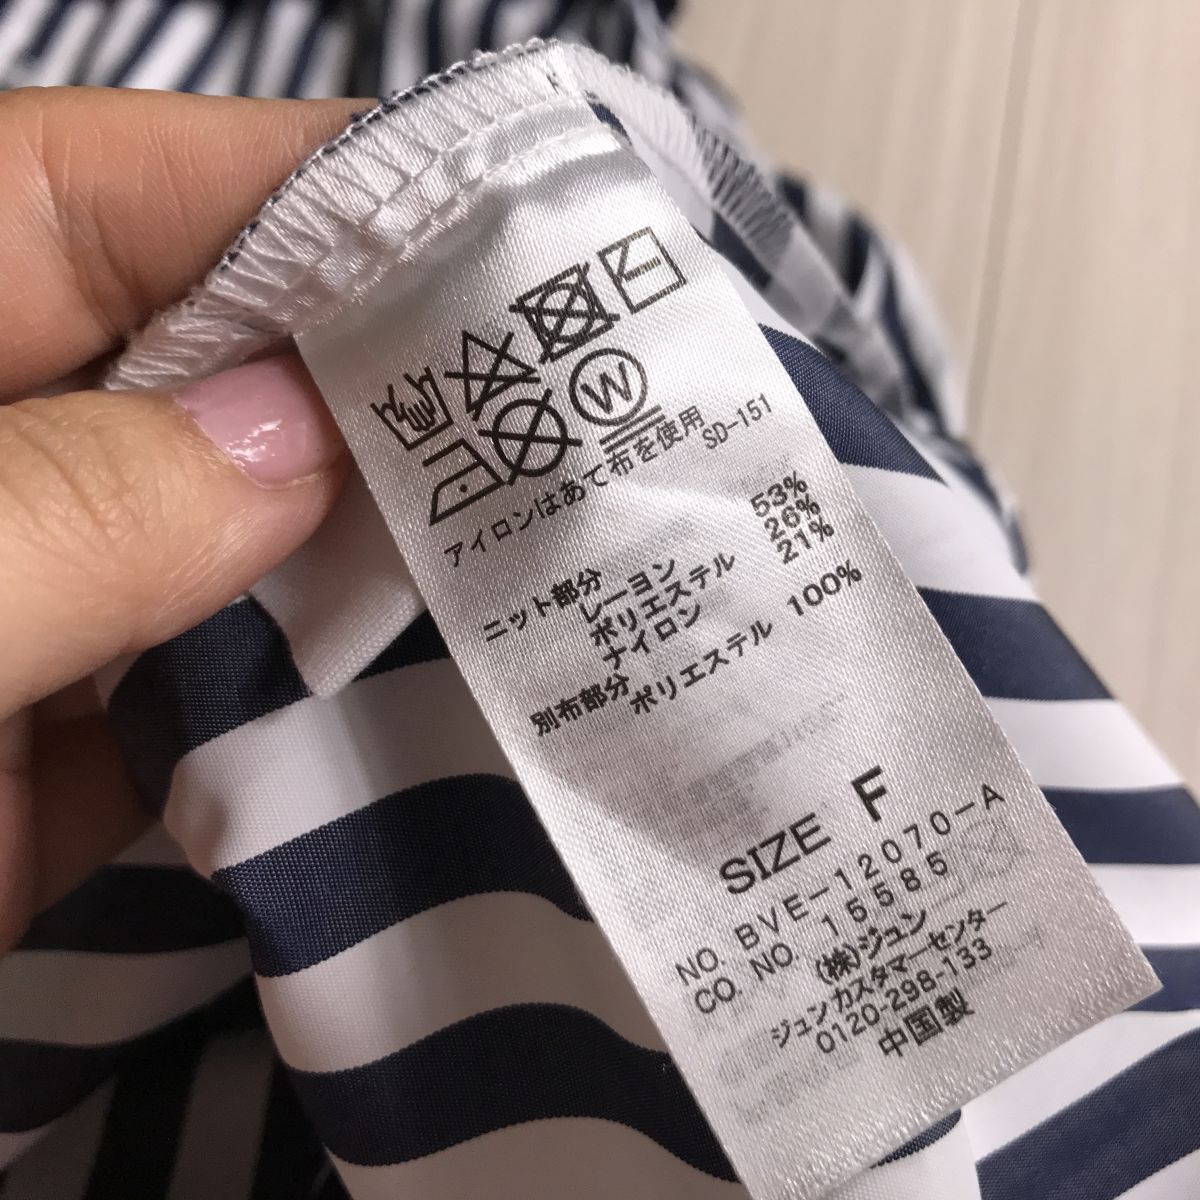 W
アイロンはあて布を使用
SD-151
ニット部分
レーヨン 53%
ポリエステル 26%
ナイロン 21%
別布部分
ポリエステル 100%
SIZE F
NO. BVE-12070-A
CO. NO. 15585
(株)ジュン
ジュンカスタマーセンター
0120-298-133
中国製